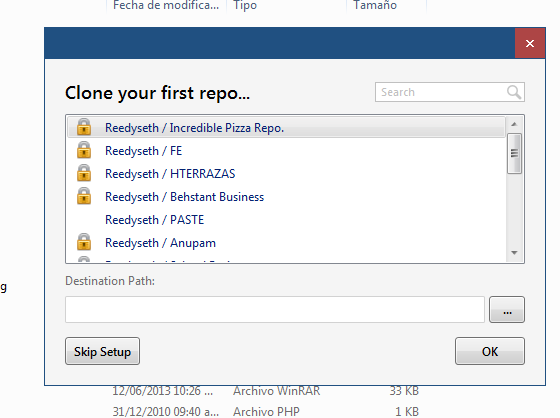 Fecha de modifica... Tipo Tamaño
Clone your first repo...
Search
Reedyseth / Incredible Pizza Repo.
Reedyseth / FE
Reedyseth / HTERRAZAS
Reedyseth / Behstant Business
Reedyseth / PASTE
Reedyseth / Anupam
Destination Path:
g
...
Skip Setup OK
12/06/2013 10:26 ... Archivo WinRAR 33 KB
31/12/2010 09:40 a... Archivo PHP 1 KB